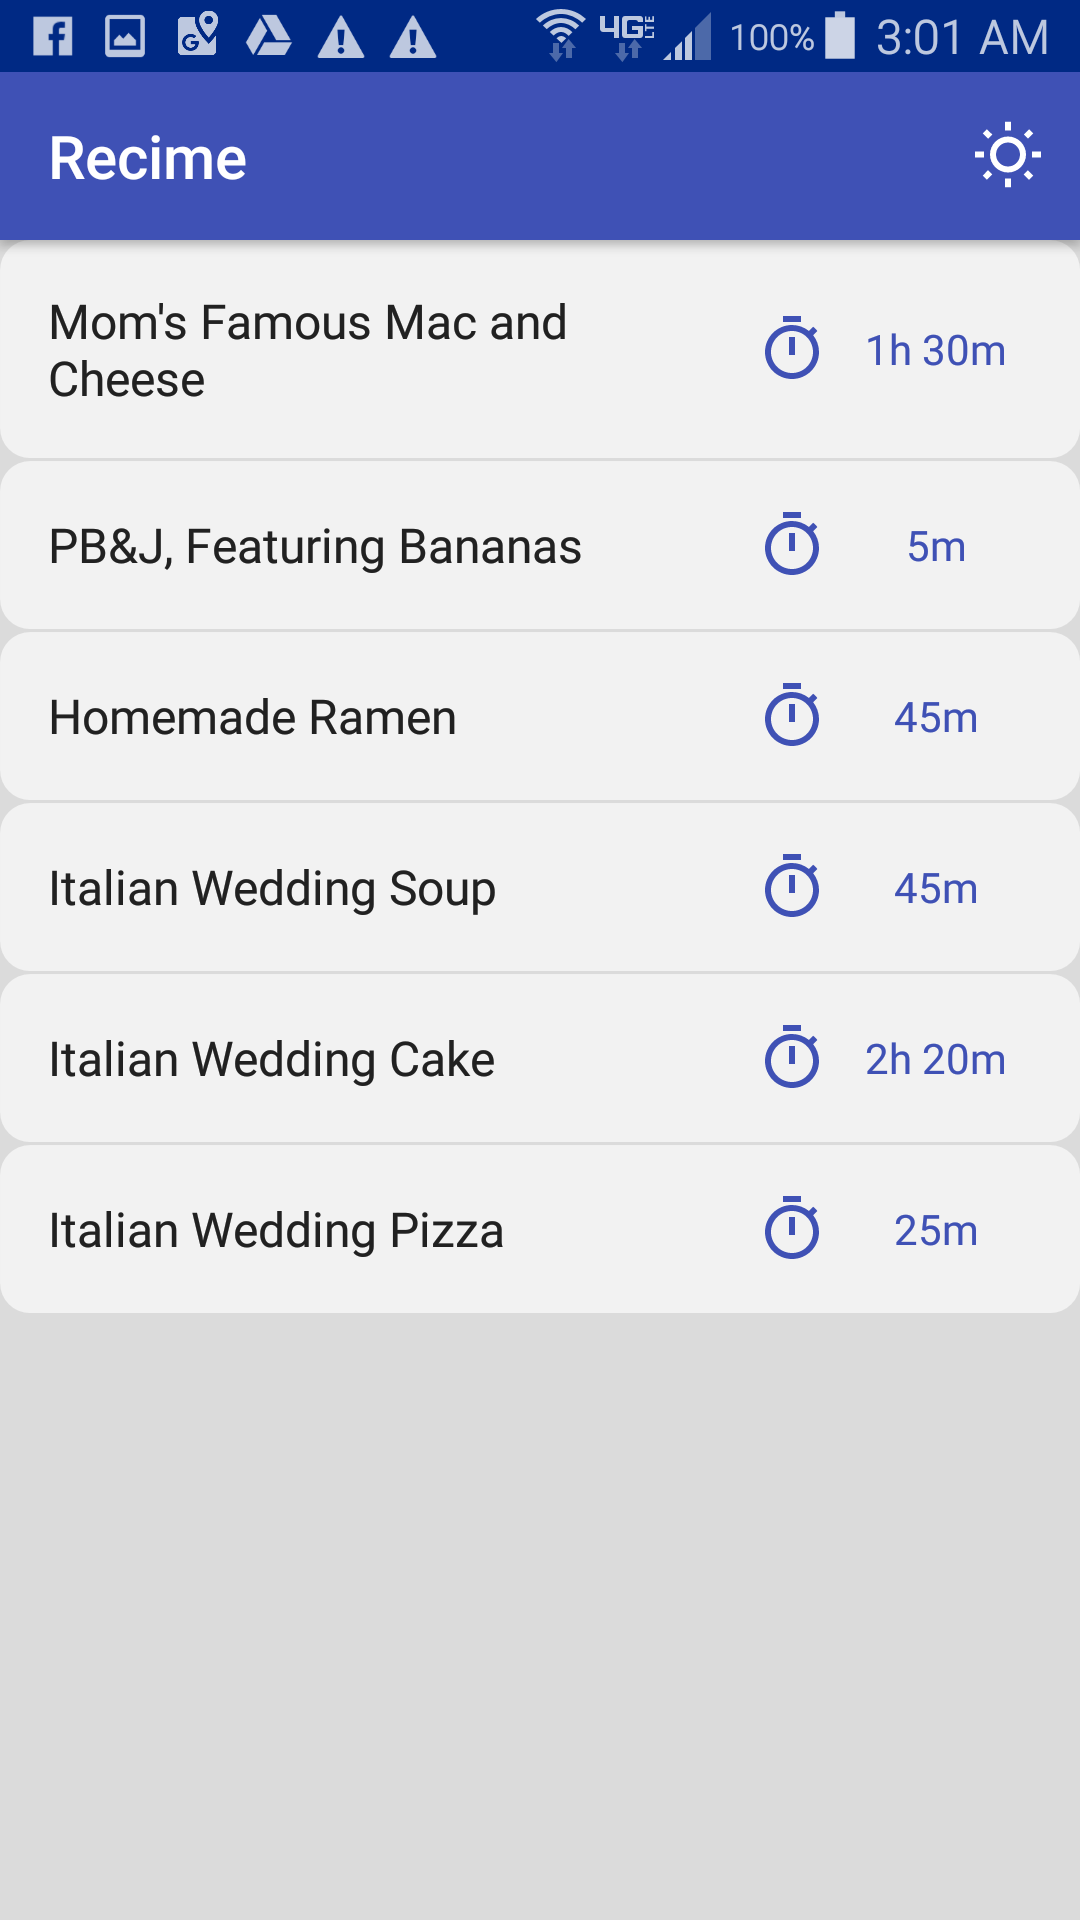 4G LTE 100% 3:01 AM
Recime
Mom's Famous Mac and
Cheese
1h 30m
PB&J, Featuring Bananas
5m
Homemade Ramen
45m
Italian Wedding Soup
45m
Italian Wedding Cake
2h 20m
Italian Wedding Pizza
25m